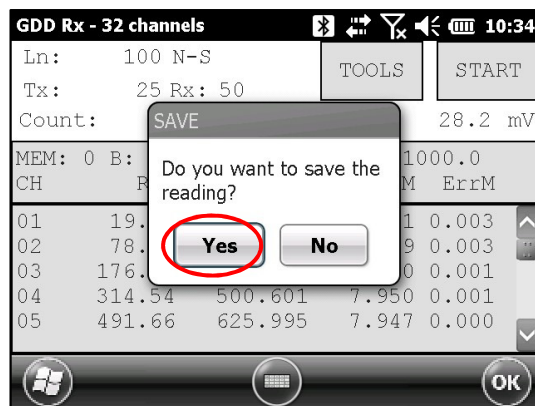 GDD Rx - 32 channels 10:34
Ln: 100 N-S
TOOLS START
Tx: 25 Rx: 50
Count: 28.2 mV
SAVE
MEM: 0 B: 1000.0
CH R M ErrM
Do you want to save the
reading?
Yes No
01 19. 1 0.003
02 78. 9 0.003
03 176. 0 0.001
04 314.54 500.601 7.950 0.001
05 491.66 625.995 7.947 0.000
OK